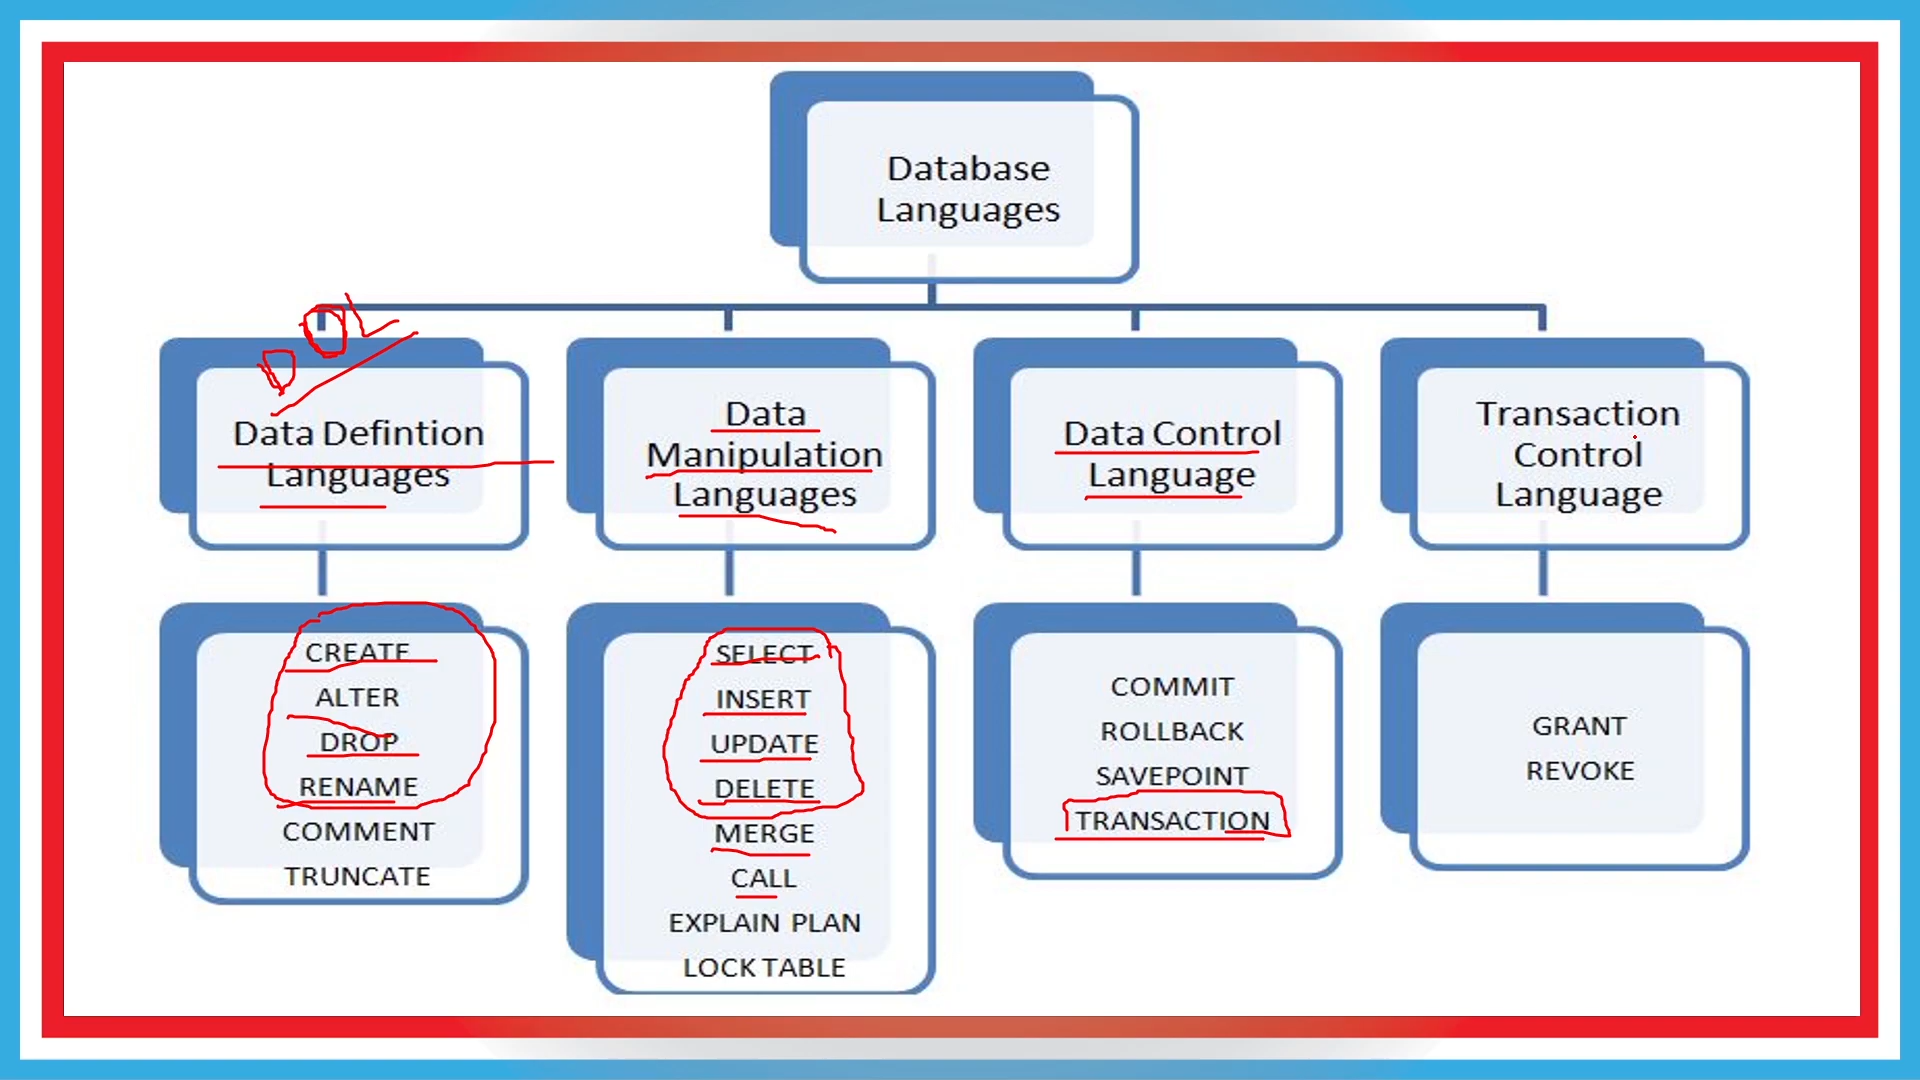 Database
Languages
DDL
Data Defintion
Languages
Data
Manipulation
Languages
Data Control
Language
Transaction
Control
Language
CREATE
ALTER
DROP
RENAME
COMMENT
TRUNCATE
SELECT
INSERT
UPDATE
DELETE
MERGE
CALL
EXPLAIN PLAN
LOCK TABLE
COMMIT
ROLLBACK
SAVEPOINT
TRANSACTION
GRANT
REVOKE